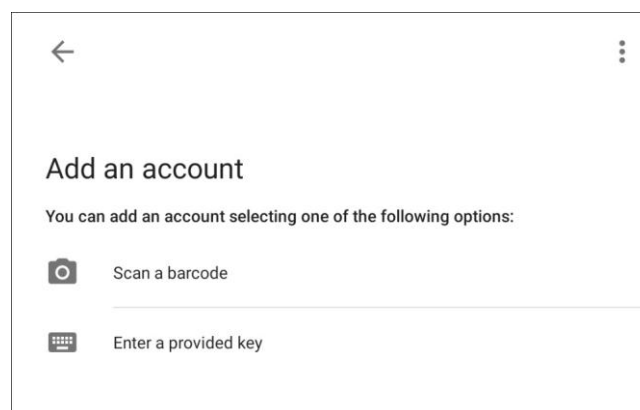 Add an account
You can add an account selecting one of the following options:
Scan a barcode
Enter a provided key